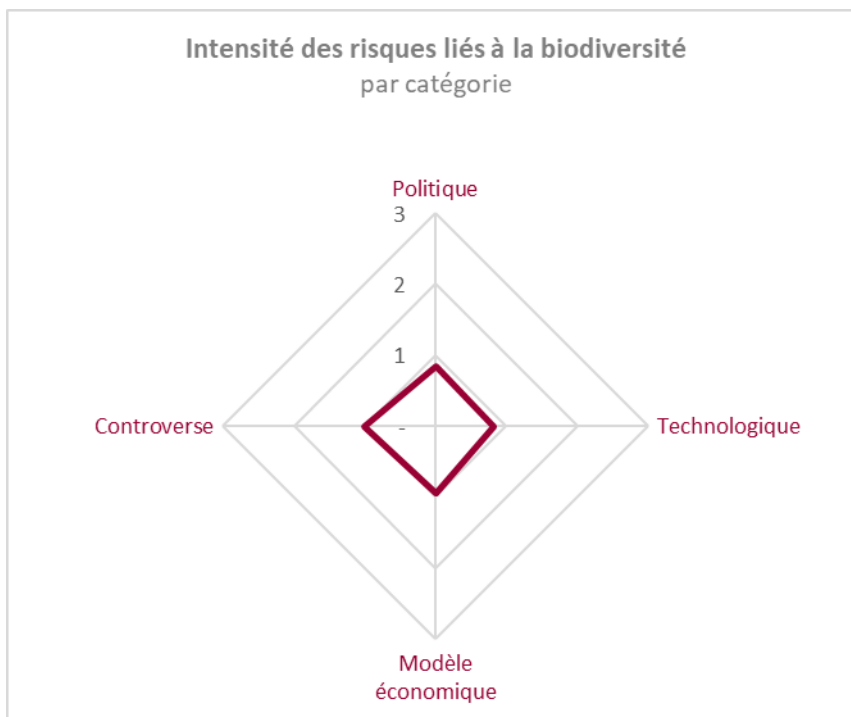 Intensité des risques liés à la biodiversité
par catégorie
Politique
3
2
1
Controverse
-
Technologique
Modèle
économique